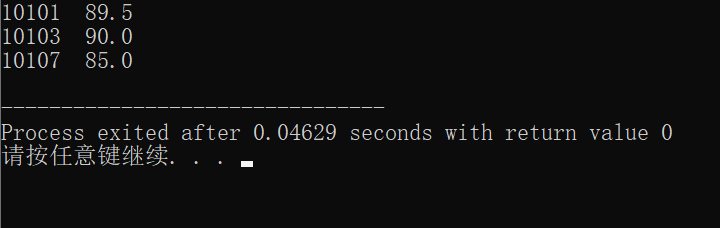 10101  89.5
10103  90.0
10107  85.0
--------------------------------
Process exited after 0.04629 seconds with return value 0
请按任意键继续. . .